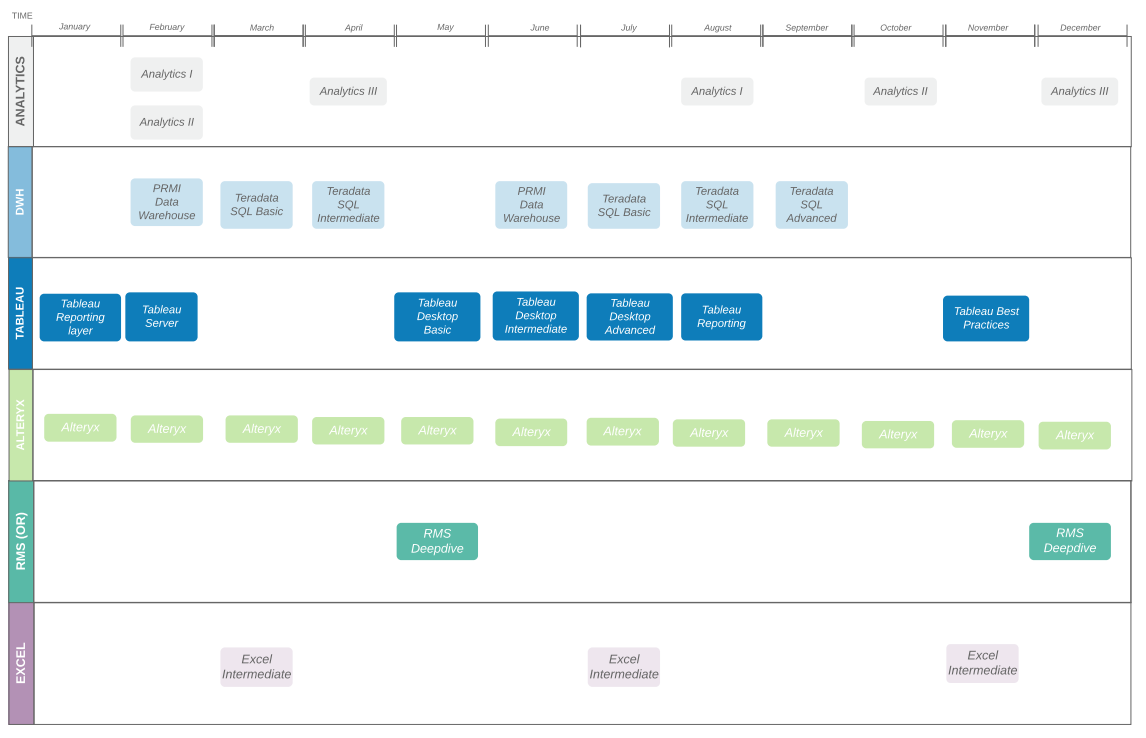 TIME
January
February
March
April
May
June
July
August
September
October
November
December
ANALYTICS
Analytics I
Analytics II
Analytics III
Analytics I
Analytics II
Analytics III
DWH
PRMI
Data
Warehouse
Teradata
SQL Basic
Teradata
SQL
Intermediate
PRMI
Data
Warehouse
Teradata
SQL Basic
Teradata
SQL
Intermediate
Teradata
SQL
Advanced
TABLEAU
Tableau
Reporting
layer
Tableau
Server
Tableau
Desktop
Basic
Tableau
Desktop
Intermediate
Tableau
Desktop
Advanced
Tableau
Reporting
Tableau Best
Practices
ALTERYX
Alteryx
Alteryx
Alteryx
Alteryx
Alteryx
Alteryx
Alteryx
Alteryx
Alteryx
Alteryx
Alteryx
Alteryx
RMS (OR)
RMS
Deepdive
RMS
Deepdive
EXCEL
Excel
Intermediate
Excel
Intermediate
Excel
Intermediate